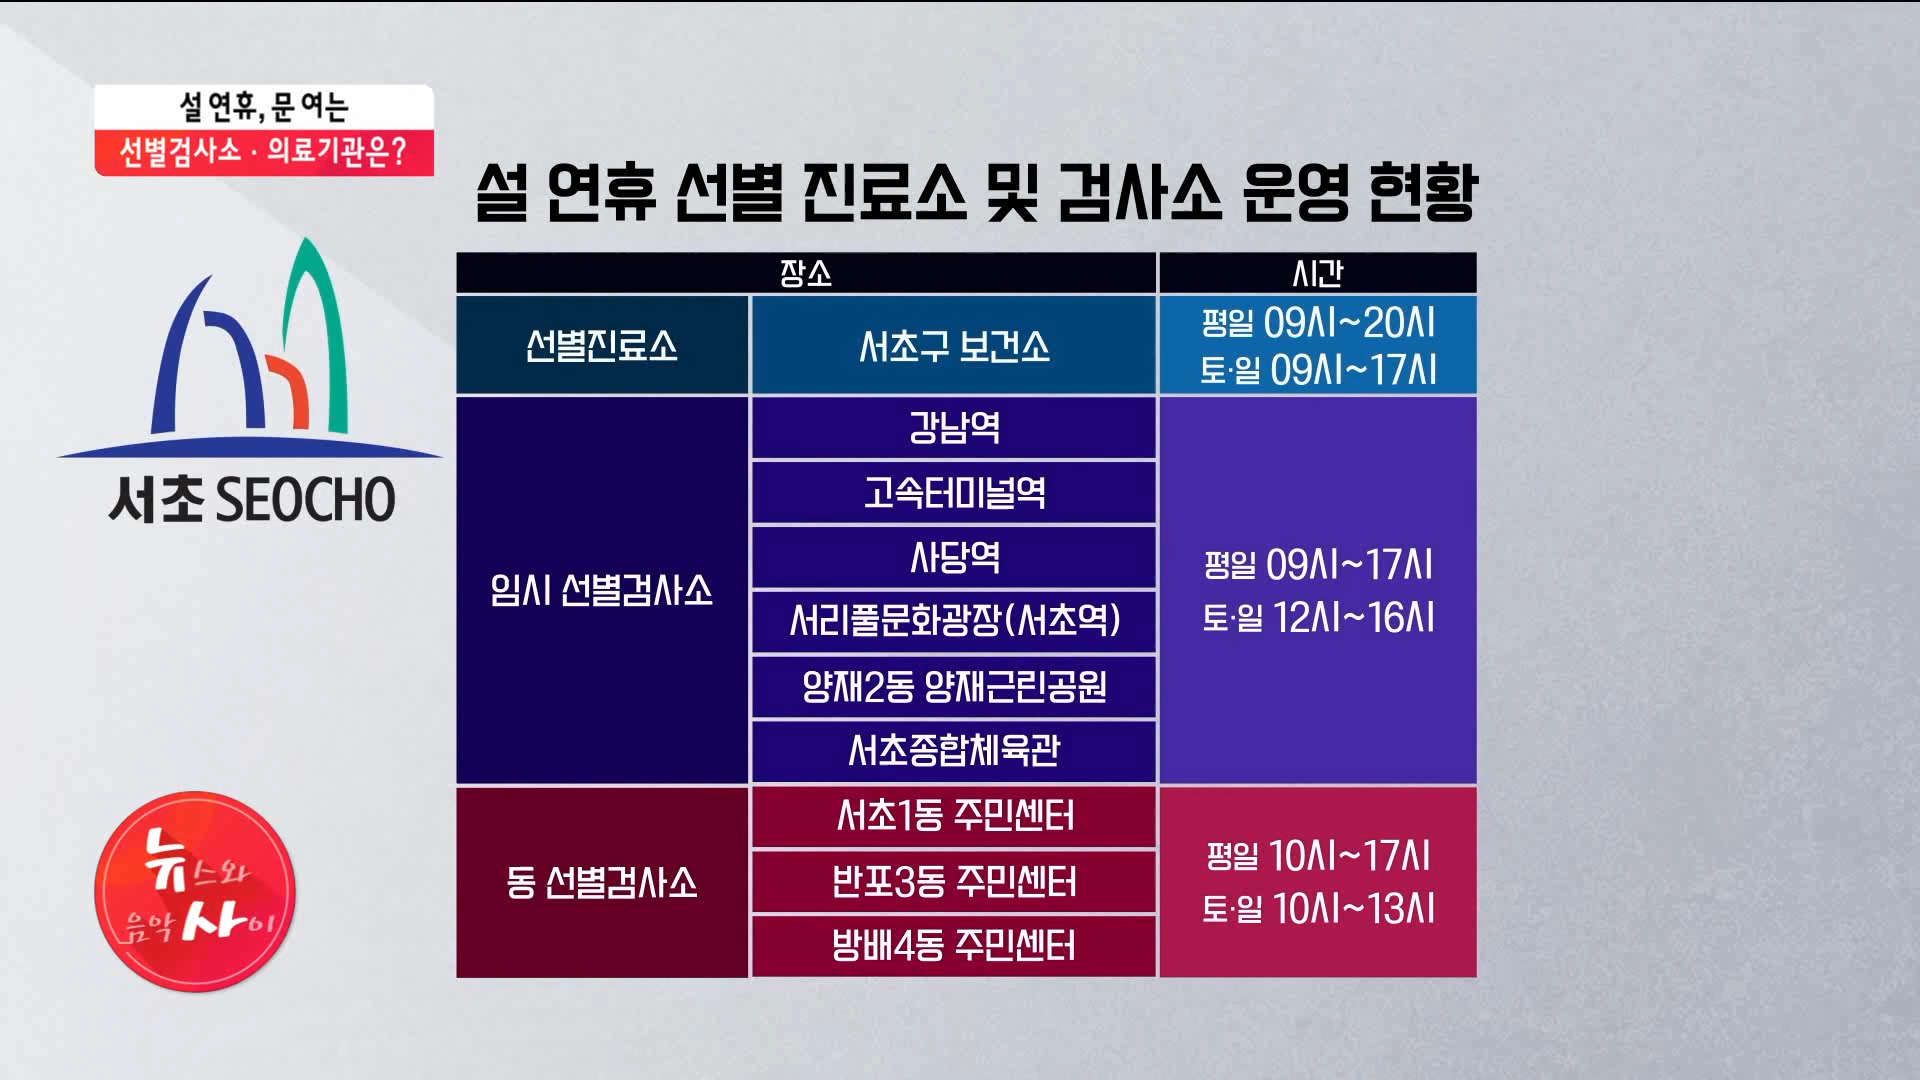 설 연휴, 문 여는
선별검사소 · 의료기관은?
설 연휴 선별 진료소 및 검사소 운영 현황
서초 SEOCHO
장소 시간
선별진료소 서초구 보건소 평일 09시~20시
토·일 09시~17시
임시 선별검사소
강남역
고속터미널역
사당역
서리풀문화광장(서초역)
양재2동 양재근린공원
서초종합체육관
평일 09시~17시
토·일 12시~16시
동 선별검사소
서초1동 주민센터
반포3동 주민센터
방배4동 주민센터
평일 10시~17시
토·일 10시~13시
뉴스와
음악사이